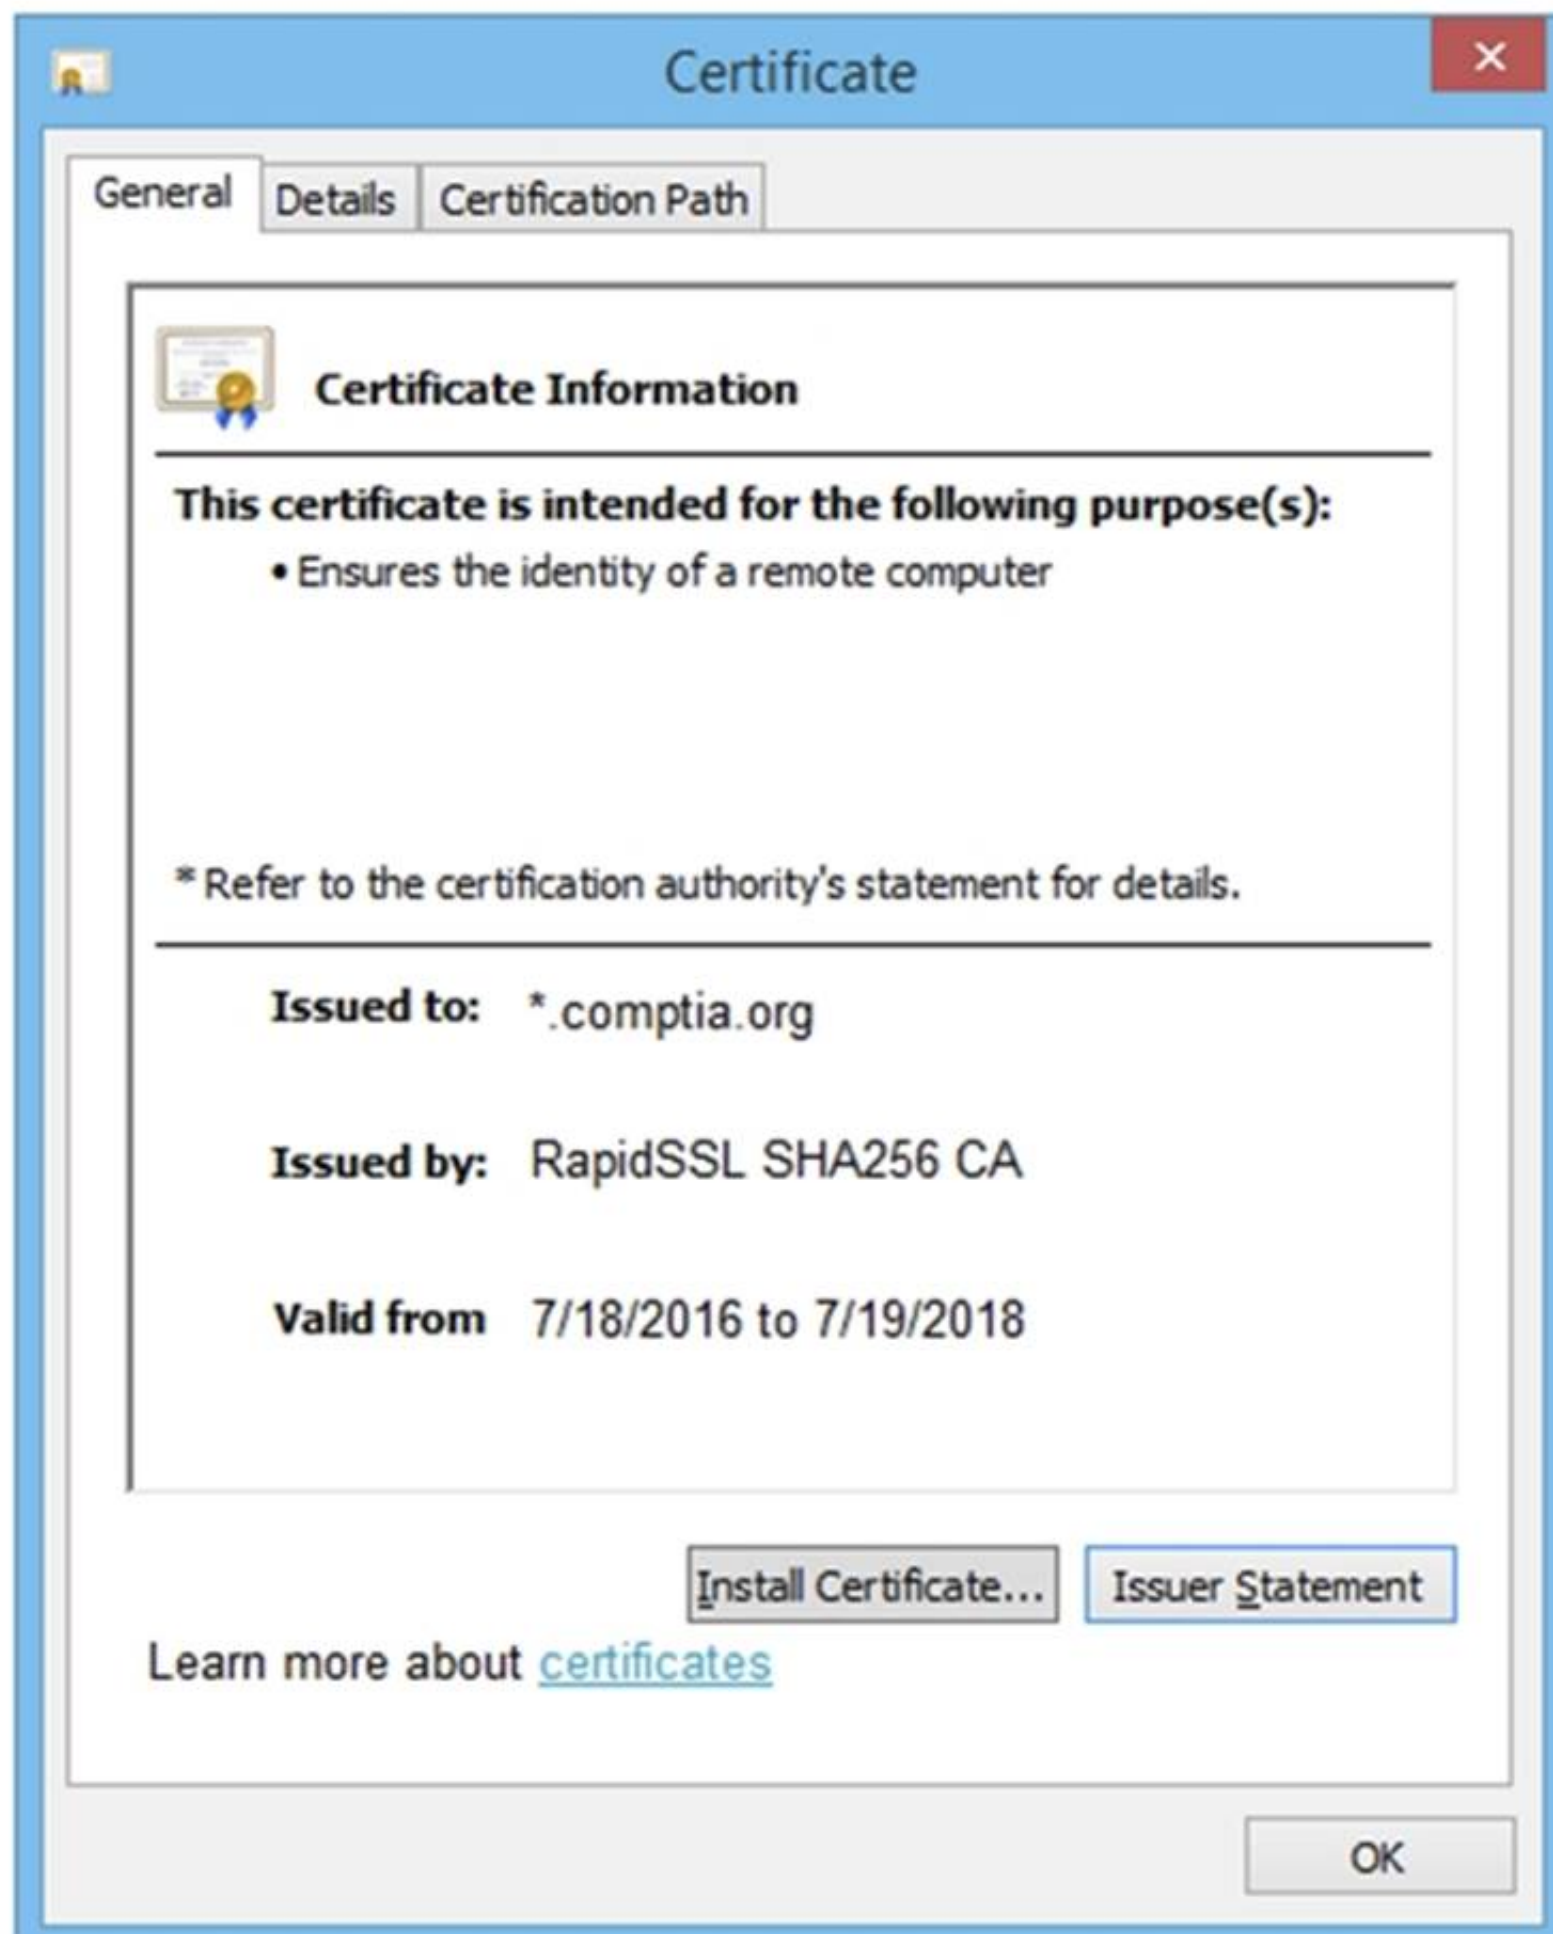 Certificate
General Details Certification Path
Certificate Information
This certificate is intended for the following purpose(s):
• Ensures the identity of a remote computer
* Refer to the certification authority's statement for details.
Issued to: *.comptia.org
Issued by: RapidSSL SHA256 CA
Valid from 7/18/2016 to 7/19/2018
Install Certificate... Issuer Statement
Learn more about certificates
OK